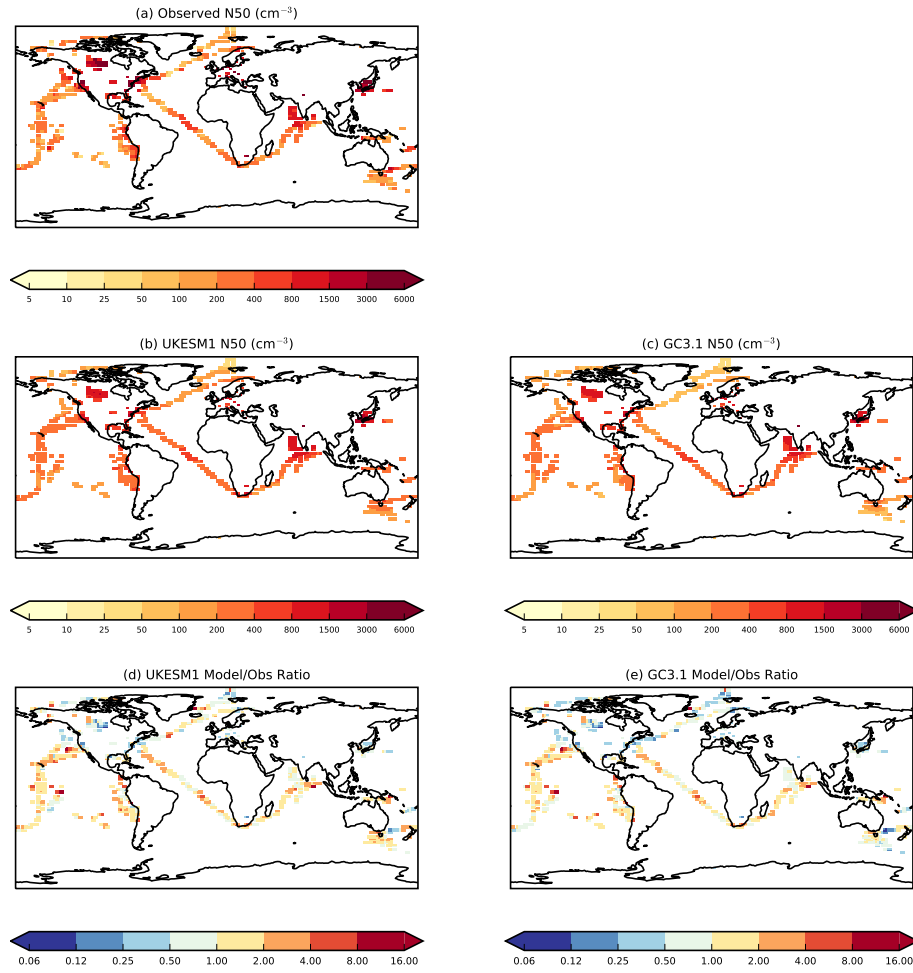 (a) Observed N50 (cm⁻³)
5 10 25 50 100 200 400 800 1500 3000 6000
(b) UKESM1 N50 (cm⁻³)
(c) GC3.1 N50 (cm⁻³)
5 10 25 50 100 200 400 800 1500 3000 6000
5 10 25 50 100 200 400 800 1500 3000 6000
(d) UKESM1 Model/Obs Ratio
(e) GC3.1 Model/Obs Ratio
0.06 0.12 0.25 0.50 1.00 2.00 4.00 8.00 16.00
0.06 0.12 0.25 0.50 1.00 2.00 4.00 8.00 16.00